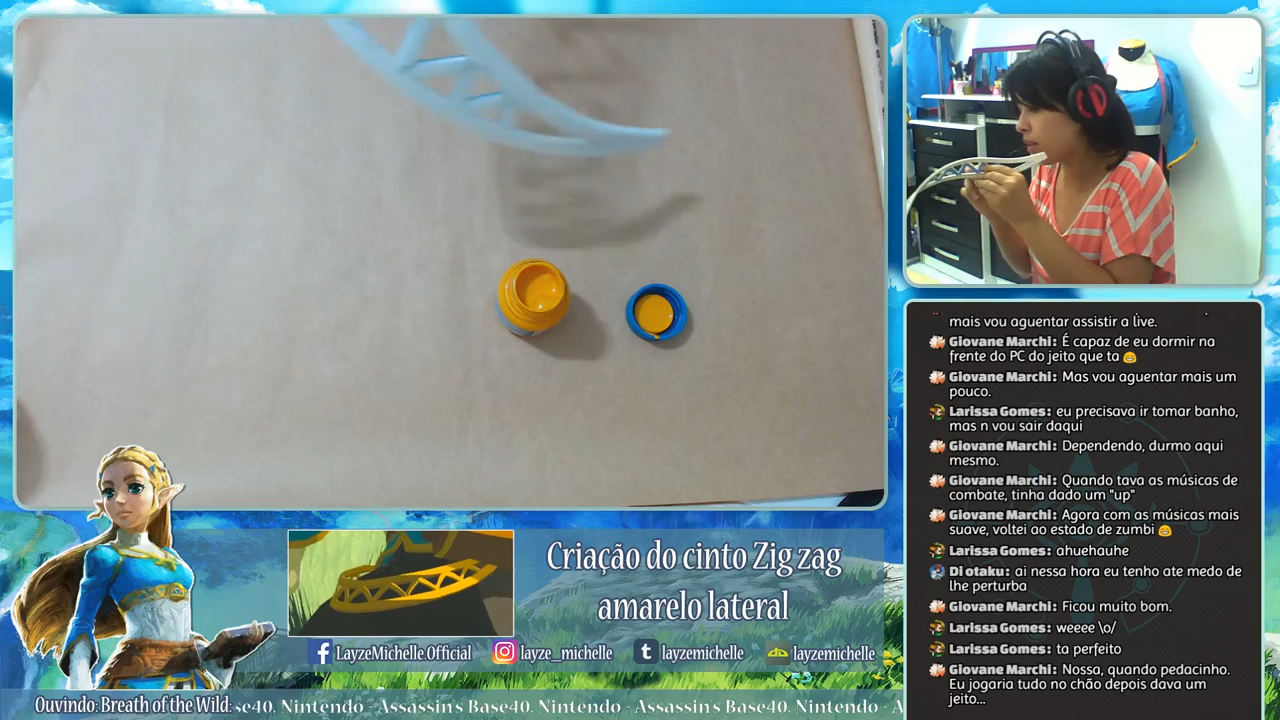 mais vou aguentar assistir a live.
Giovane Marchi: É capaz de eu dormir na
frente do PC do jeito que ta 😁
Giovane Marchi: Mas vou aguentar mais um
pouco.
Larissa Gomes: eu precisava ir tomar banho,
mas n vou sair daqui
Giovane Marchi: Dependendo, durmo aqui
mesmo.
Giovane Marchi: Quando tava as músicas de
combate, tinha dado um "up"
Giovane Marchi: Agora com as músicas mais
suave, voltei ao estado de zumbi 😁
Larissa Gomes: ahuehauhe
Di otaku: ai nessa hora eu tenho ate medo de
lhe perturba
Giovane Marchi: Ficou muito bom.
Larissa Gomes: weeee \o/
Larissa Gomes: ta perfeito
Giovane Marchi: Nossa, quando pedacinho.
Eu jogaria tudo no chão depois dava um
jeito...
Criação do cinto Zig zag
amarelo lateral
LayzeMichelle.Official layze_michelle layzemichelle layzemichelle
Ouvindo: Breath of the Wild: se40, Nintendo - Assassin's Base40, Nintendo - Assassin's Base40, Nintendo - A